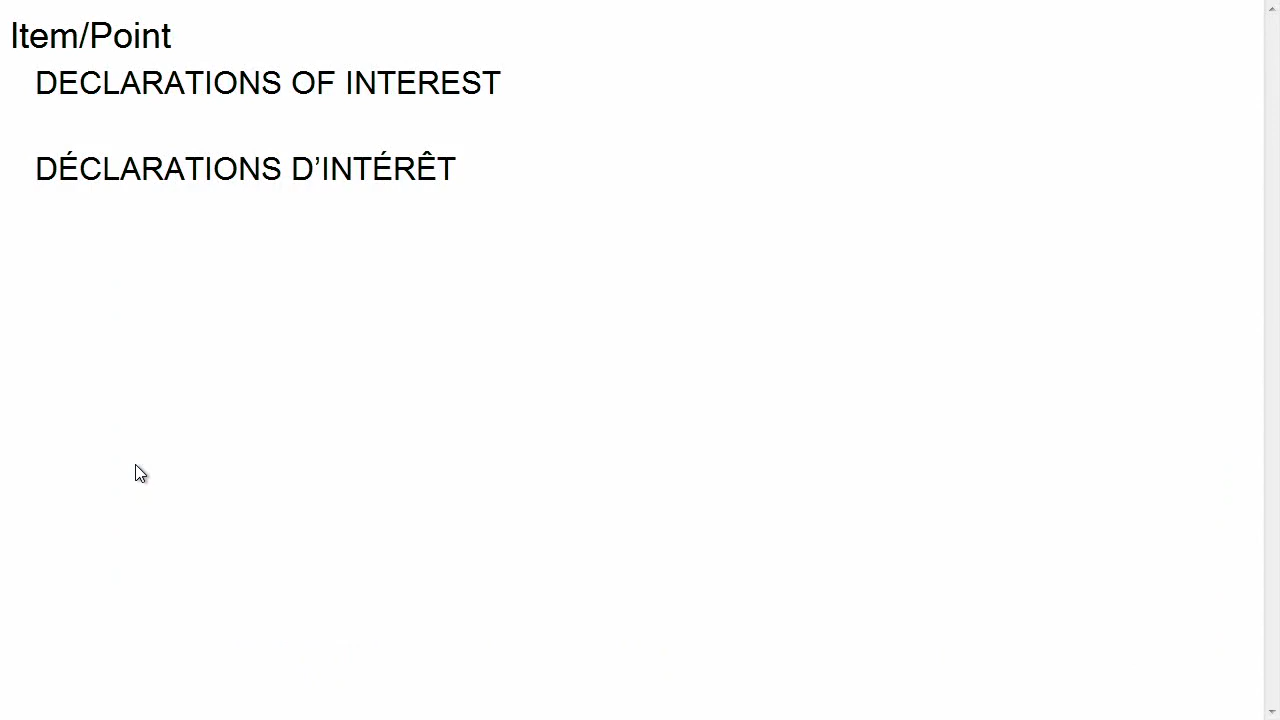 Item/Point
DECLARATIONS OF INTEREST
DÉCLARATIONS D’INTÉRÊT